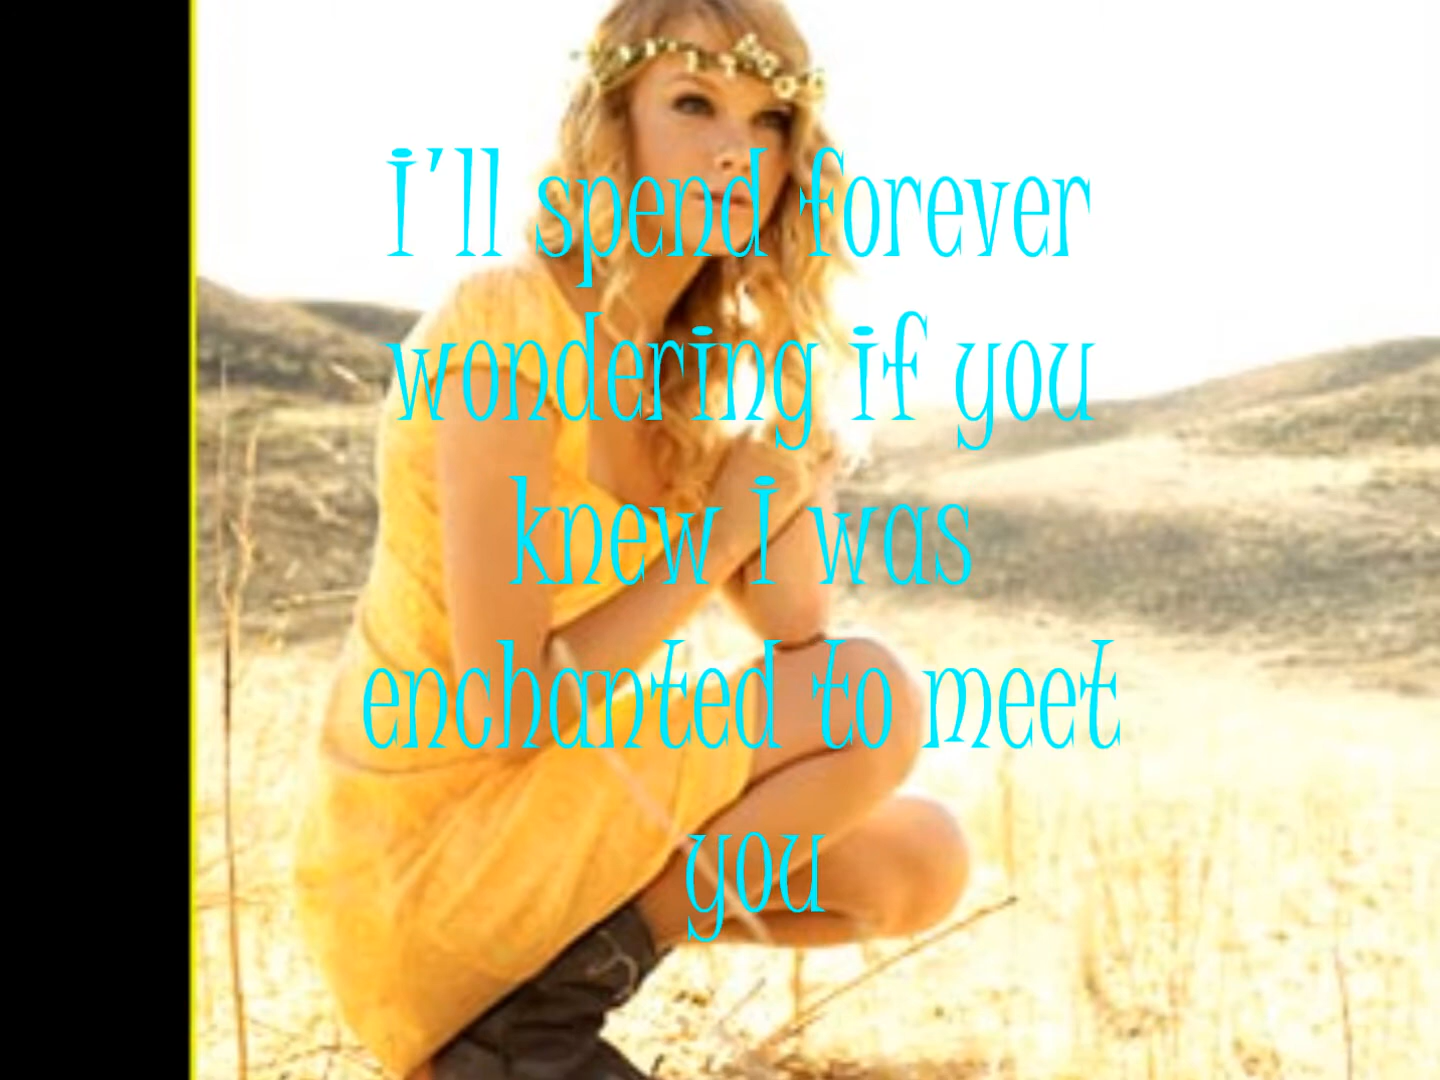 I'll spend forever
wondering if you
knew I was
enchanted to meet
you